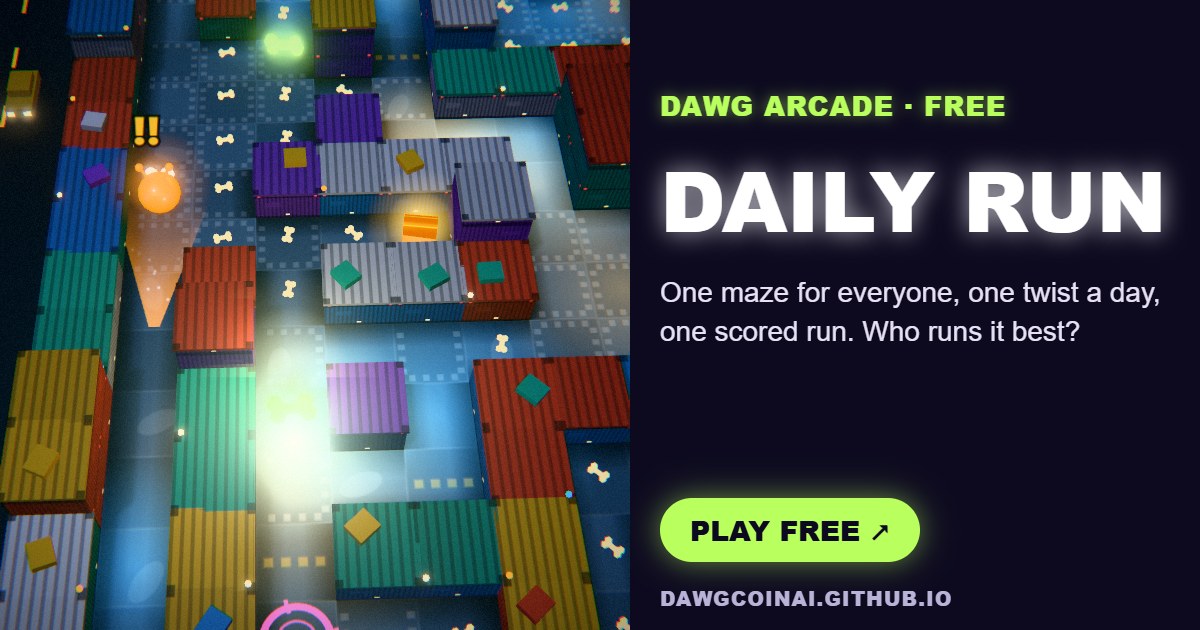 !!
DAWG ARCADE · FREE
DAILY RUN
One maze for everyone, one twist a day,
one scored run. Who runs it best?
PLAY FREE ↗
DAWGCOINAI.GITHUB.IO